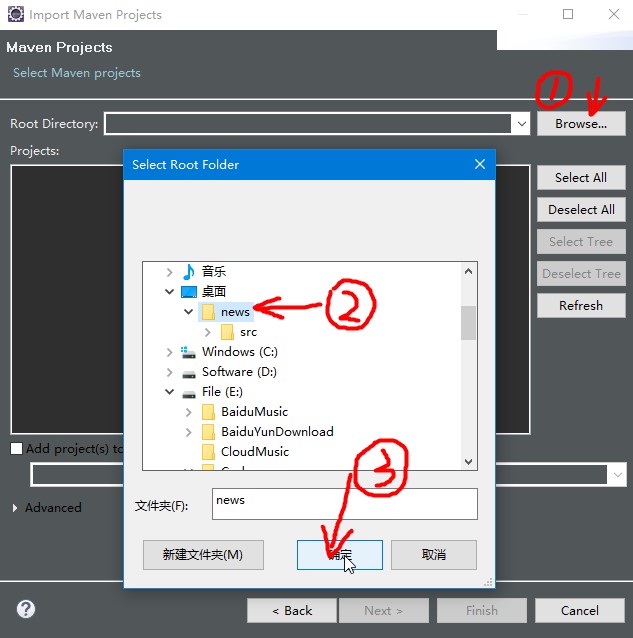 Import Maven Projects
Maven Projects
Select Maven projects
①
Root Directory:
Browse...
Projects:
Select Root Folder
Select All
Deselect All
Select Tree
Deselect Tree
Refresh
音乐
桌面
news
②
src
Windows (C:)
Software (D:)
File (E:)
BaiduMusic
BaiduYunDownload
CloudMusic
③
Add project(s) to
文件夹(F):
news
Advanced
新建文件夹(M)
确定
取消
?
< Back
Next >
Finish
Cancel